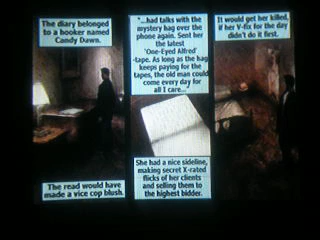 The diary belonged
to a hooker named
Candy Dawn.
The read would have
made a vice cop blush.
"...had talks with the
mystery hag over the
phone again. Sent her
the latest
'One-Eyed Alfred'
-tape. As long as the hag
keeps paying for the
tapes, the old man could
come every day for
all I care..."
She had a nice sideline,
making secret X-rated
flicks of her clients
and selling them to
the highest bidder.
It would get her killed,
if her V-fix for the day
didn't do it first.